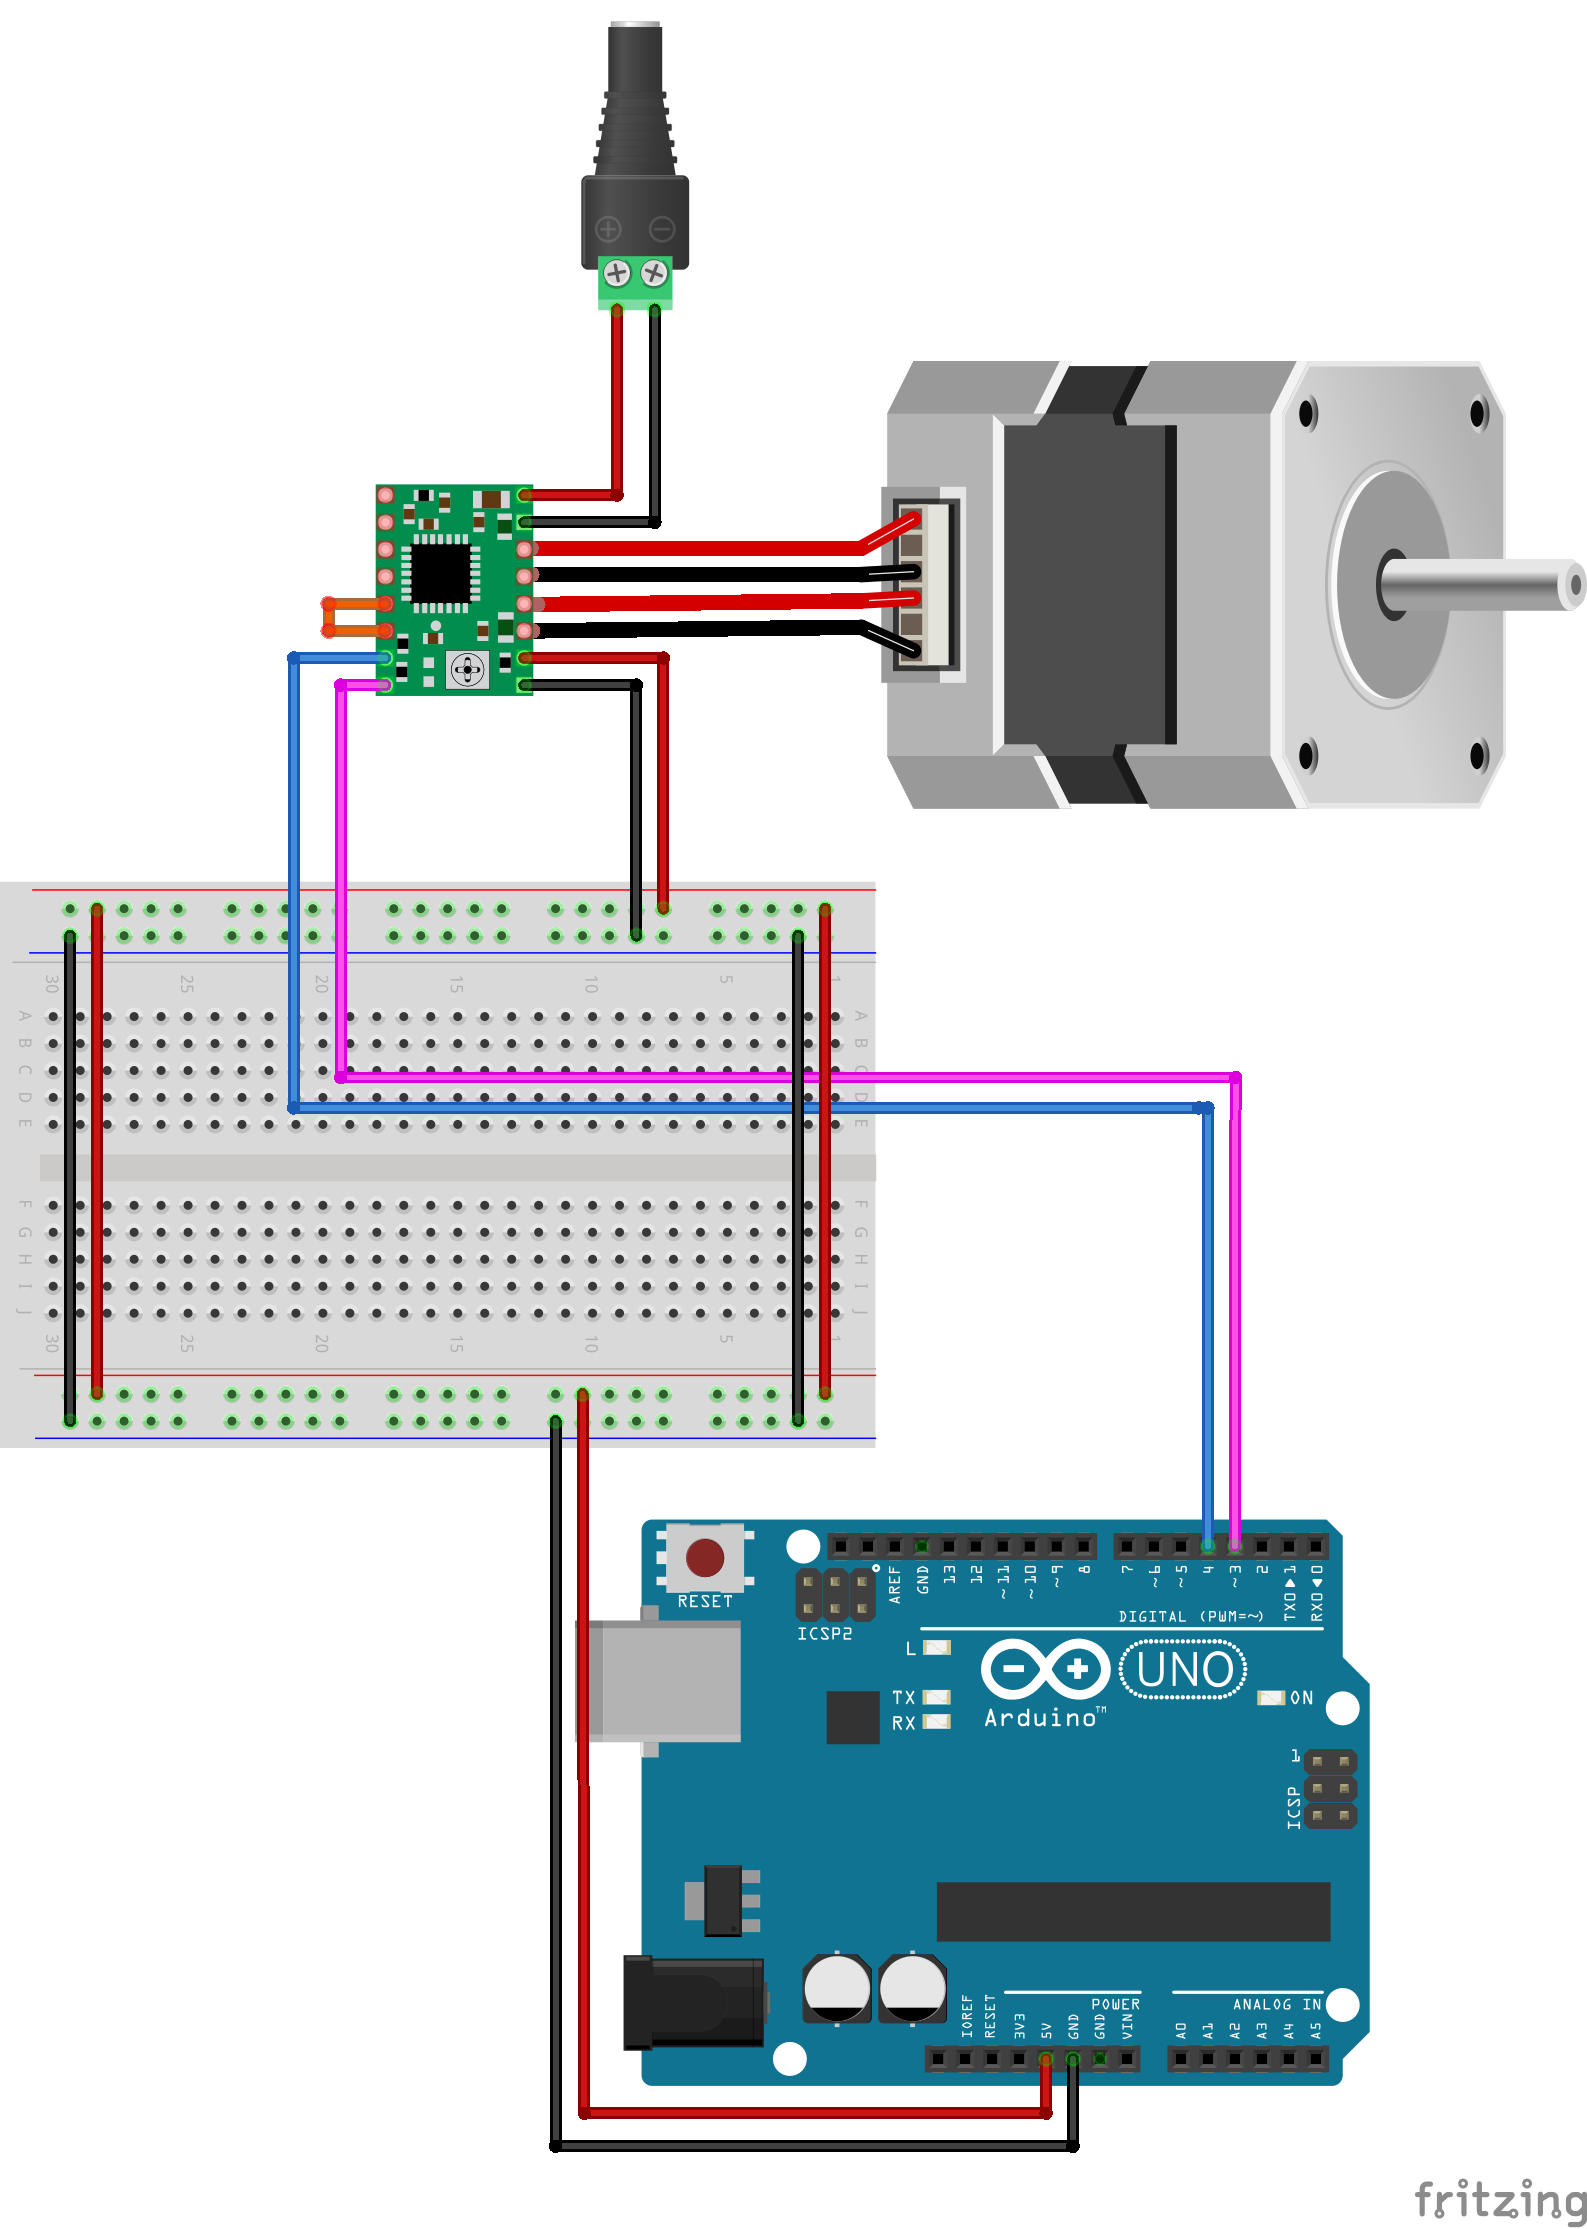 30 25 20 15 10 5 1
A A
B B
C C
D D
E E
F F
G G
H H
I I
J J
30 25 20 15 10 5 1
RESET
ICSP2
AREF GND 13 12 ~11 ~10 ~9 8 7 ~6 ~5 4 ~3 2 TX0▶1 RX0◀0
DIGITAL (PWM=~)
L
TX
RX
UNO
Arduino™
ON
1
ICSP
IOREF RESET 3V3 5V GND GND VIN
POWER
ANALOG IN
A0 A1 A2 A3 A4 A5
fritzing